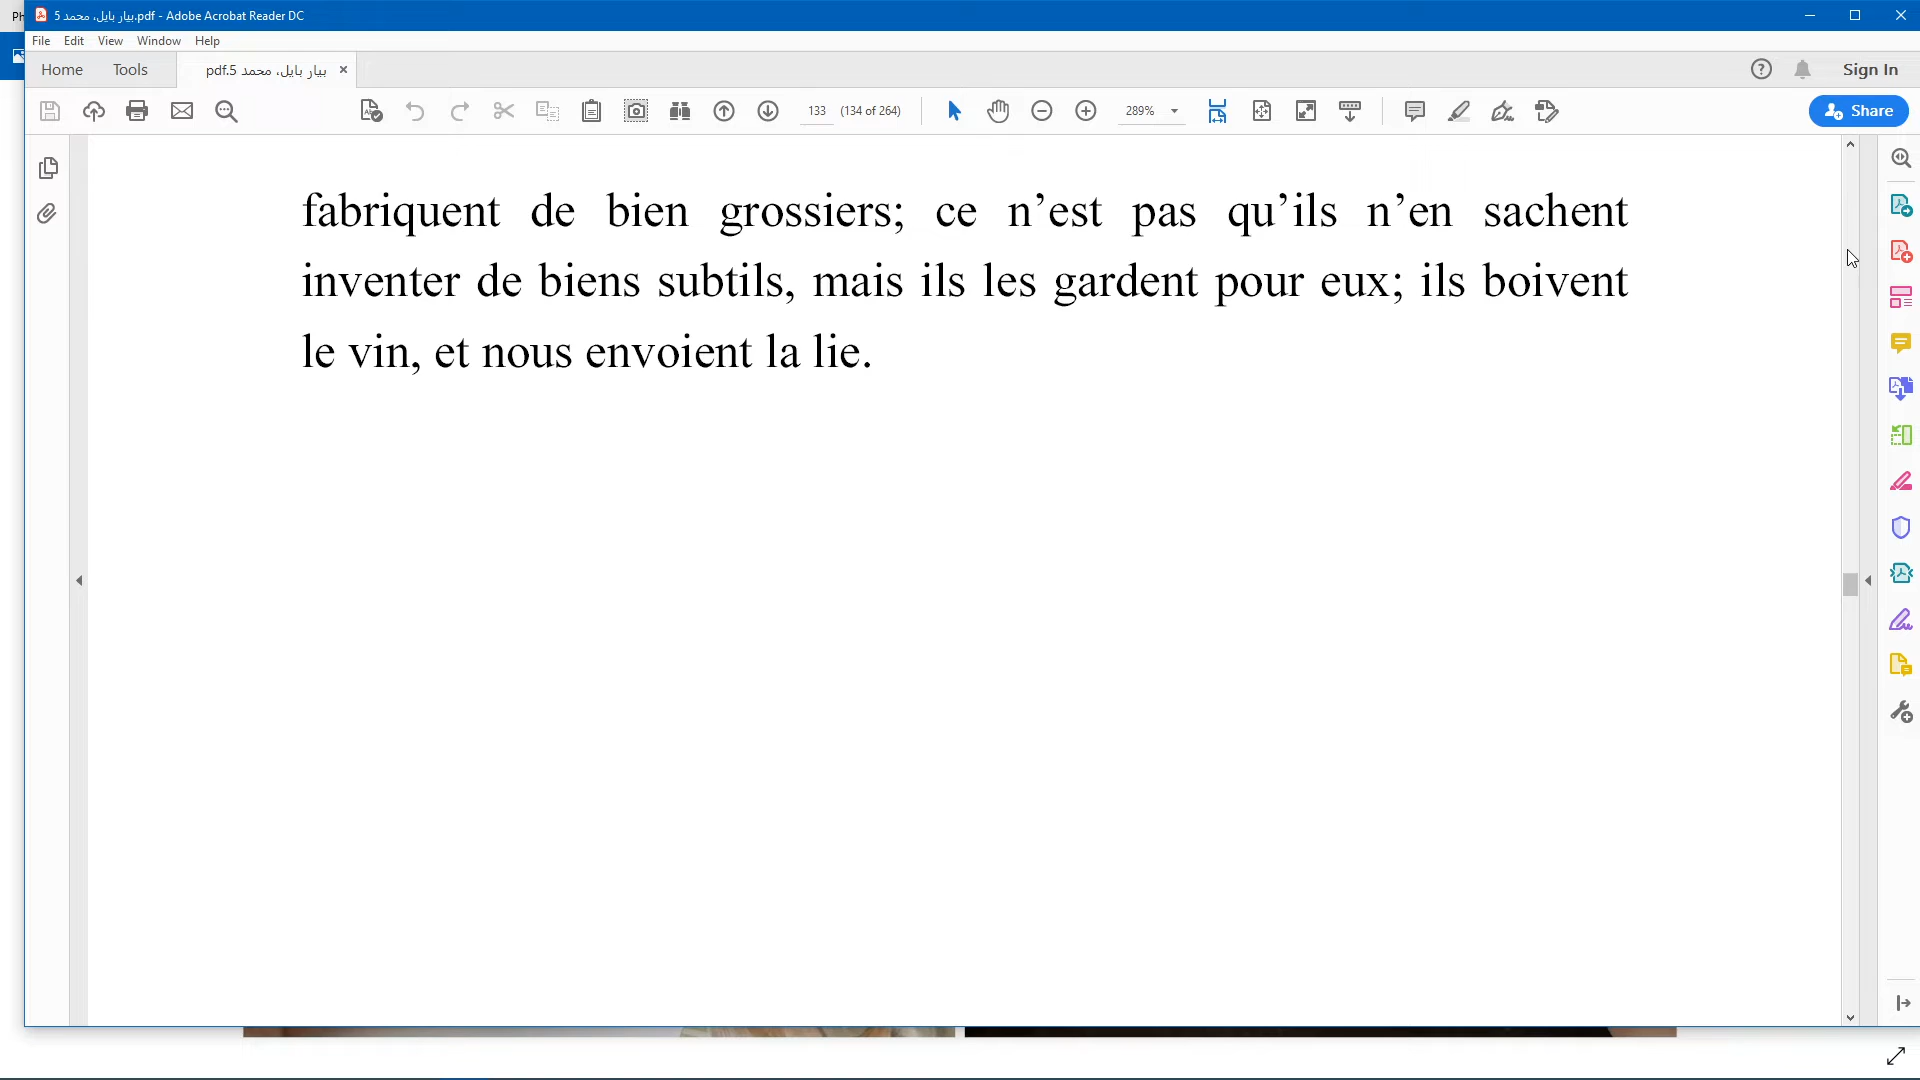 Ph
بيار بايل، محمد 5.pdf - Adobe Acrobat Reader DC
File Edit View Window Help
Home Tools بيار بايل، محمد 5.pdf Sign In
133 (134 of 264) 289% Share
fabriquent de bien grossiers; ce n’est pas qu’ils n’en sachent
inventer de biens subtils, mais ils les gardent pour eux; ils boivent
le vin, et nous envoient la lie.